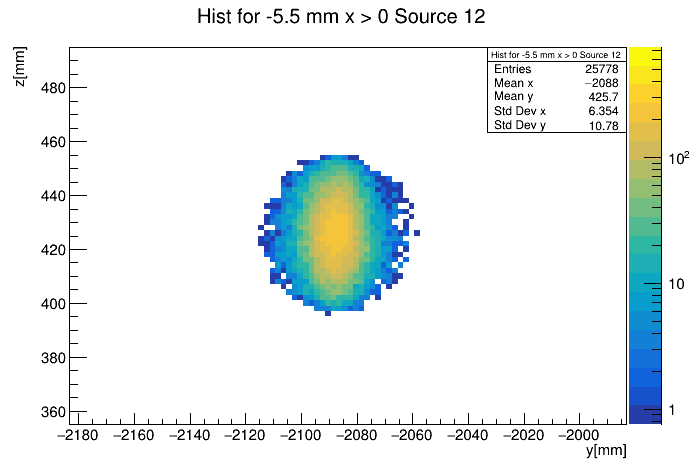 Hist for -5.5 mm x > 0 Source 12
z[mm]
Hist for -5.5 mm x > 0 Source 12
Entries 25778
Mean x −2088
Mean y 425.7
Std Dev x 6.354
Std Dev y 10.78
480
460
440
420
400
380
360
10²
10
1
−2180 −2160 −2140 −2120 −2100 −2080 −2060 −2040 −2020 −2000
y[mm]